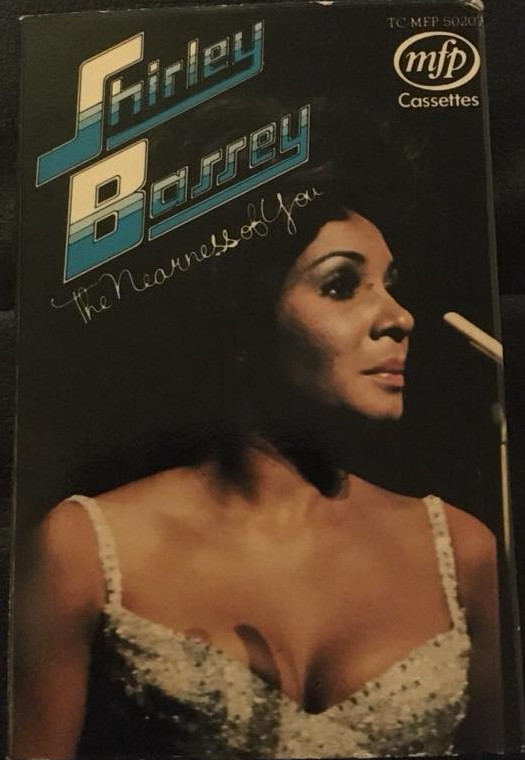 TC-MFP 50207
mfp
Cassettes
Shirley
Bassey
The Nearness of You